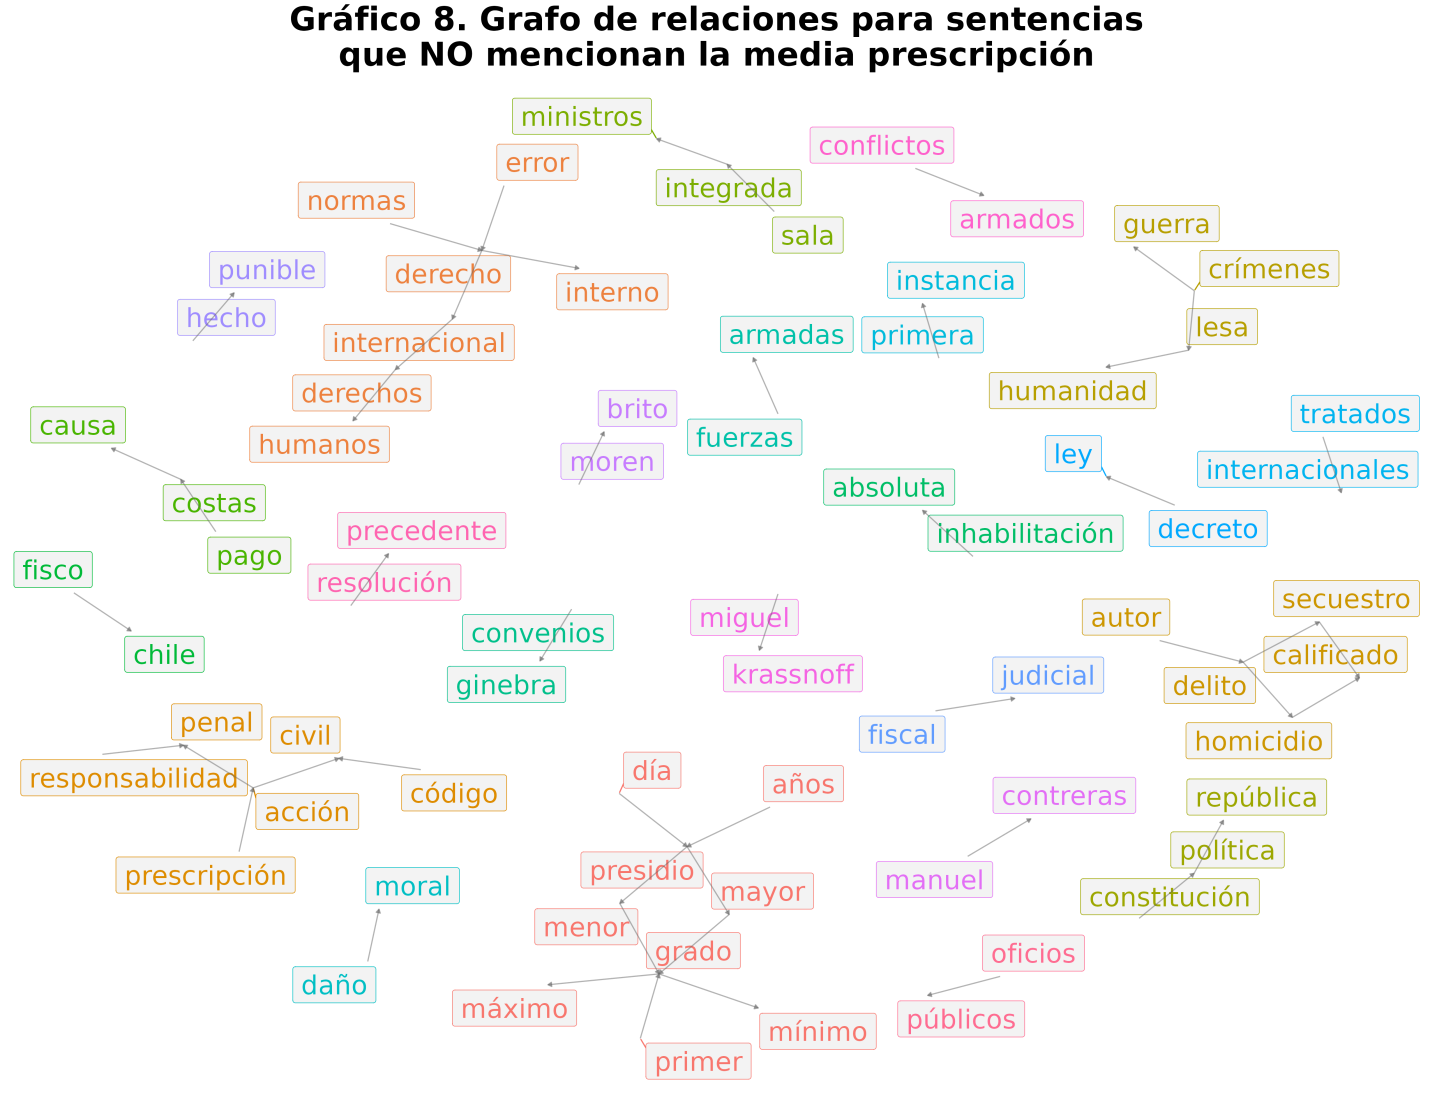 Gráfico 8. Grafo de relaciones para sentencias
que NO mencionan la media prescripción
ministros
error
conflictos
integrada
normas
armados
guerra
sala
punible
derecho
crímenes
interno
instancia
hecho
lesa
armadas
primera
internacional
derechos
humanidad
brito
tratados
causa
fuerzas
humanos
ley
moren
internacionales
absoluta
costas
precedente
inhabilitación
decreto
pago
fisco
resolución
secuestro
miguel
autor
convenios
chile
calificado
krassnoff
judicial
ginebra
delito
penal
civil
fiscal
homicidio
responsabilidad
día
años
código
contreras
república
acción
política
presidio
prescripción
moral
manuel
mayor
constitución
menor
grado
oficios
daño
máximo
públicos
mínimo
primer